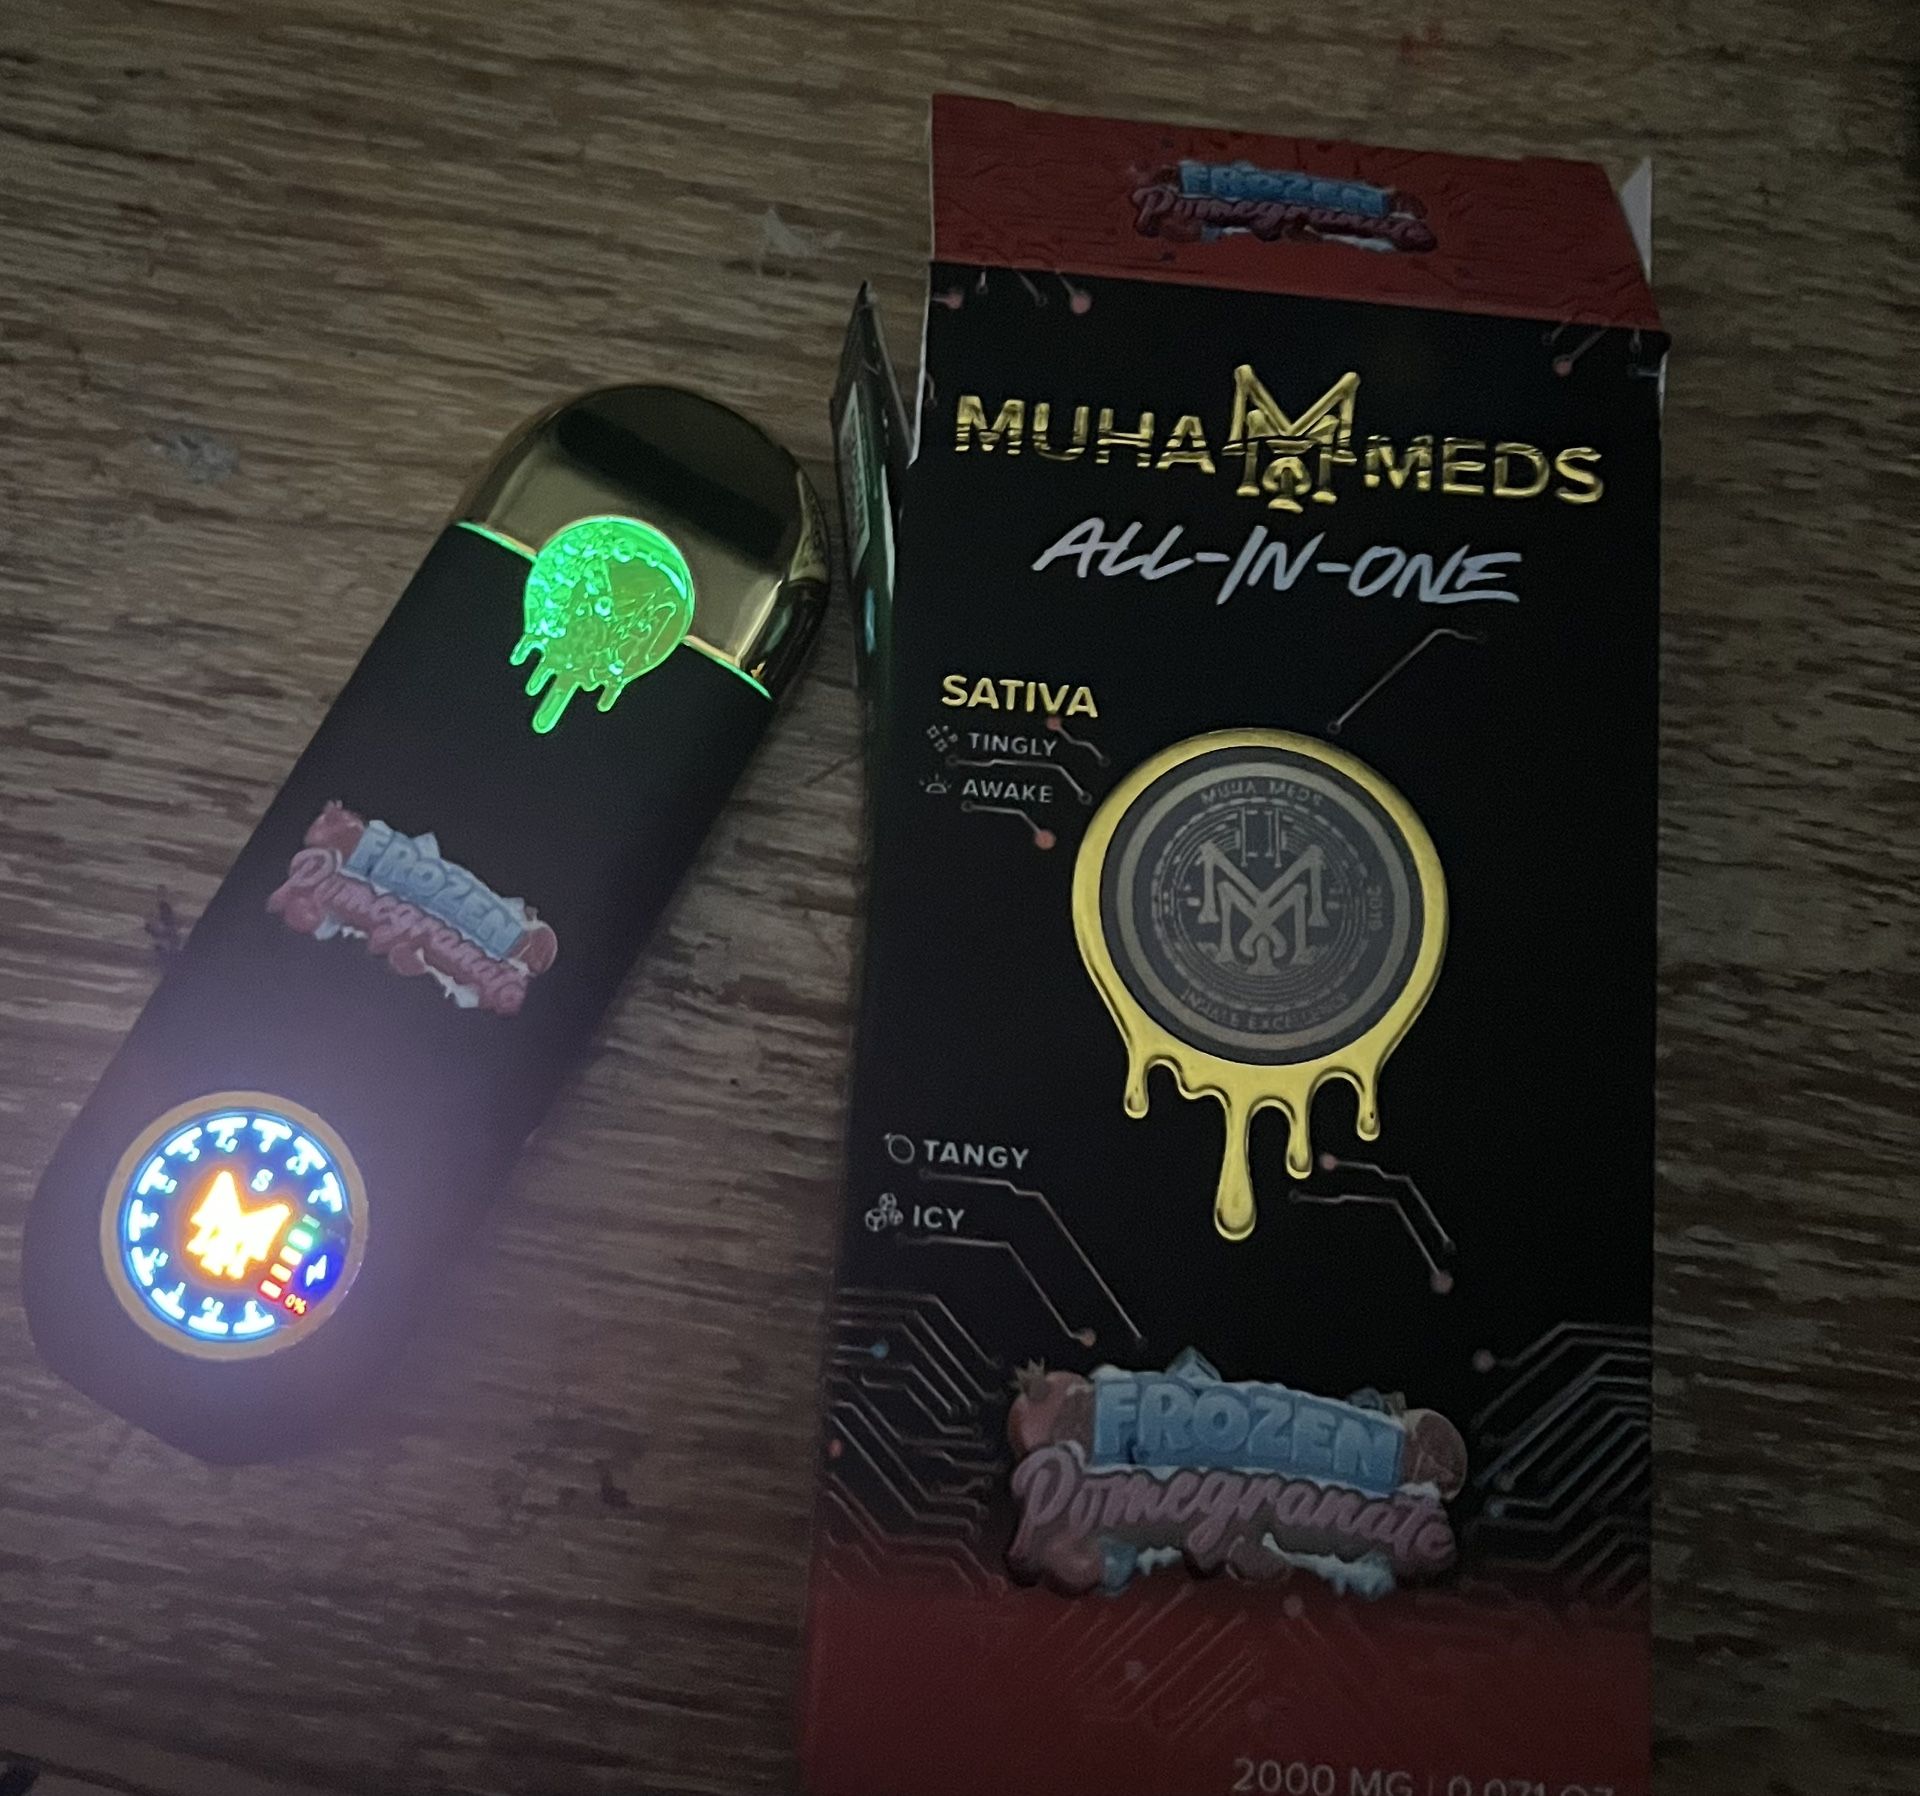 FROZEN
Pomegranate
MUHA MEDS
ALL-IN-ONE
SATIVA
TINGLY
AWAKE
MUHA MEDS
TANGY
ICY
FROZEN
Pomegranate
2000 MG |
FROZEN
Pomegranate
S
0%